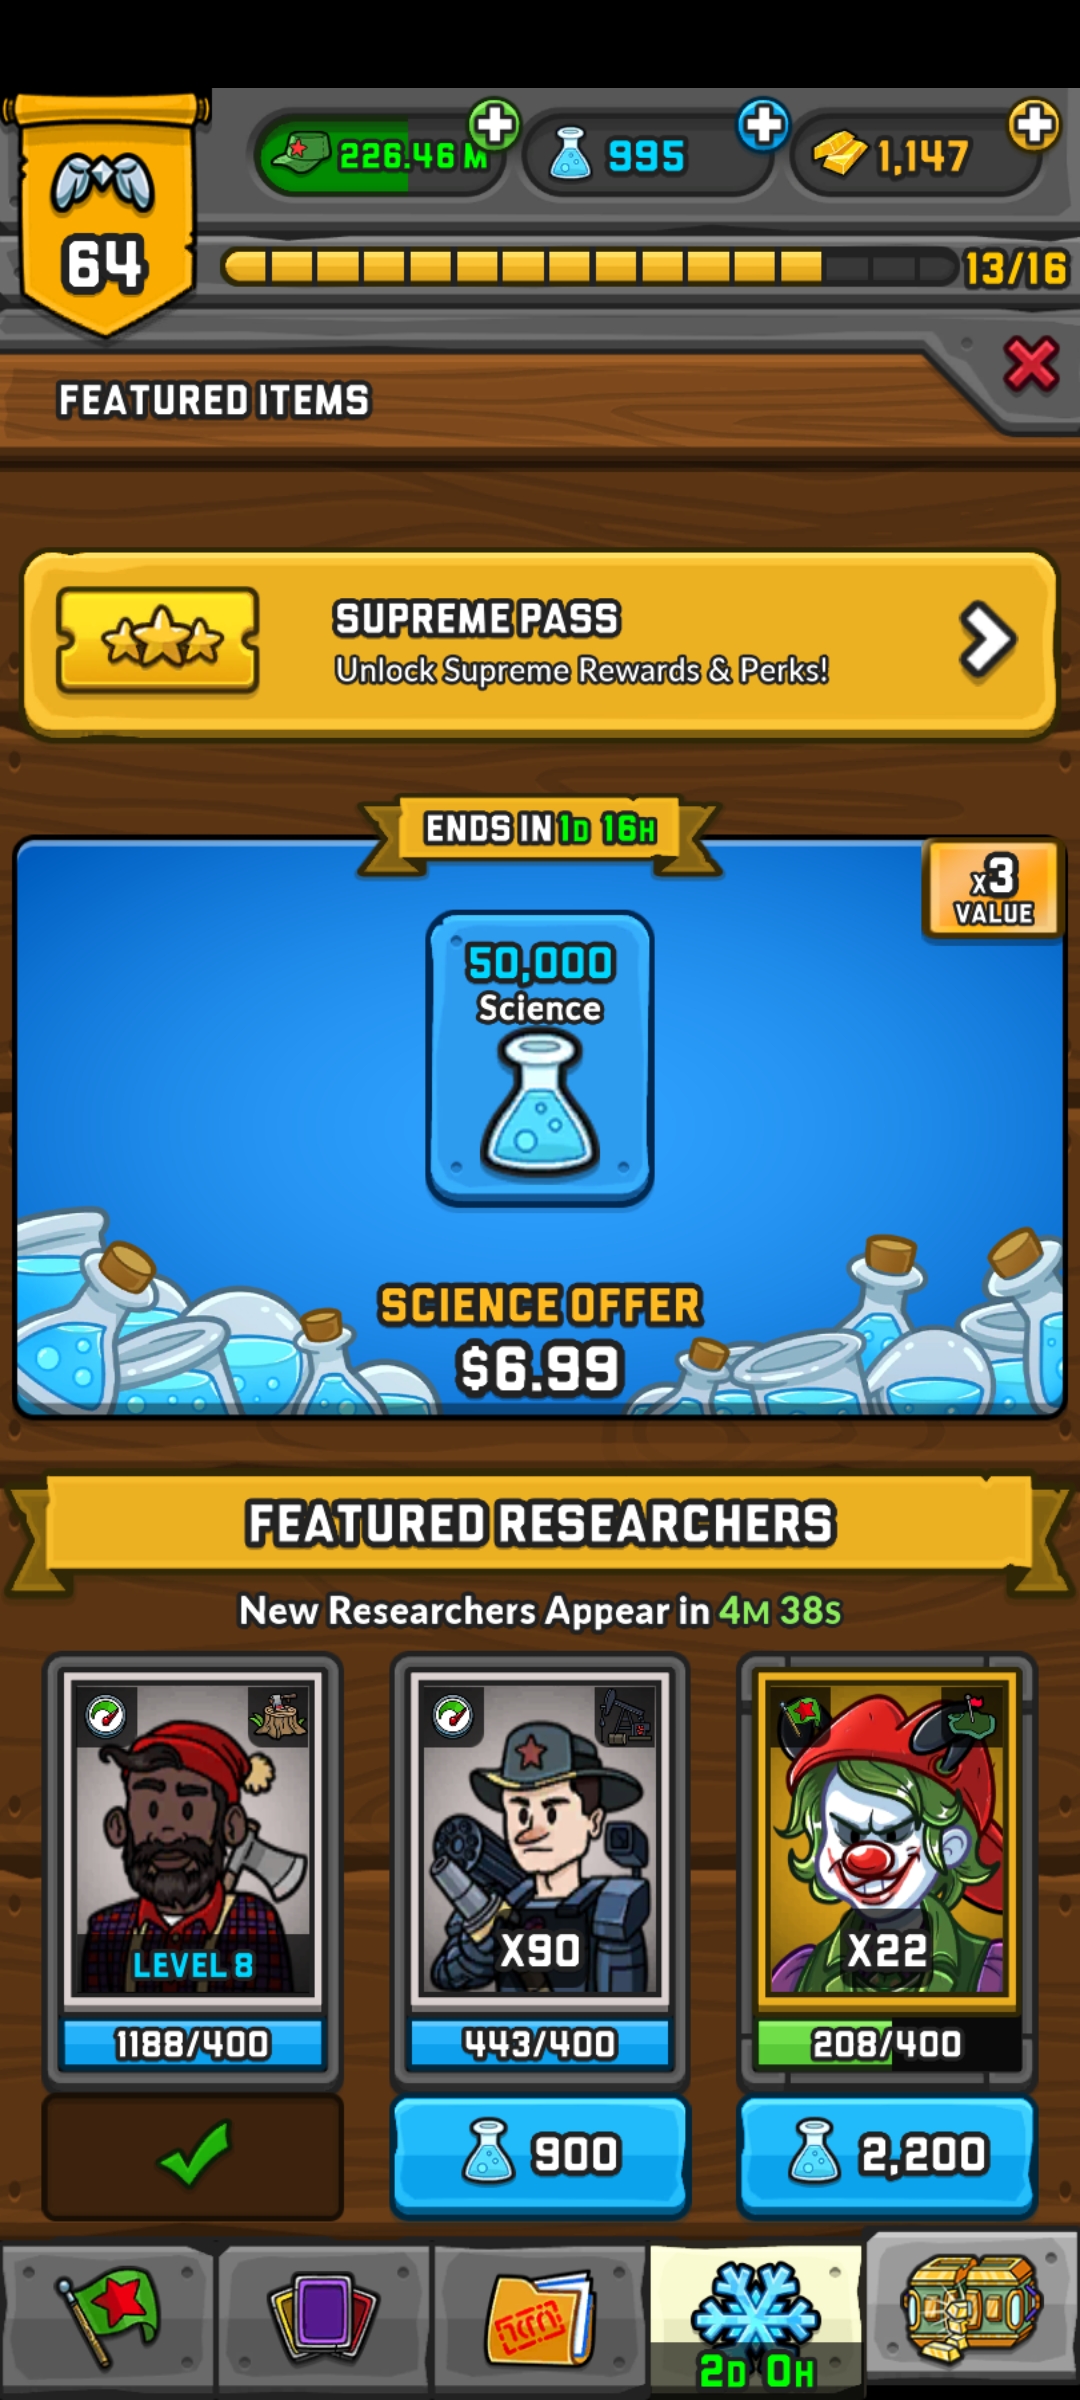 226.46 M
995
1,147
64
13/16
FEATURED ITEMS
SUPREME PASS
Unlock Supreme Rewards & Perks!
ENDS IN 1D 16H
X3
VALUE
50,000
Science
SCIENCE OFFER
$6.99
FEATURED RESEARCHERS
New Researchers Appear in 4M 38S
LEVEL 8
X90
X22
1188/400
443/400
208/400
900
2,200
2D 0H